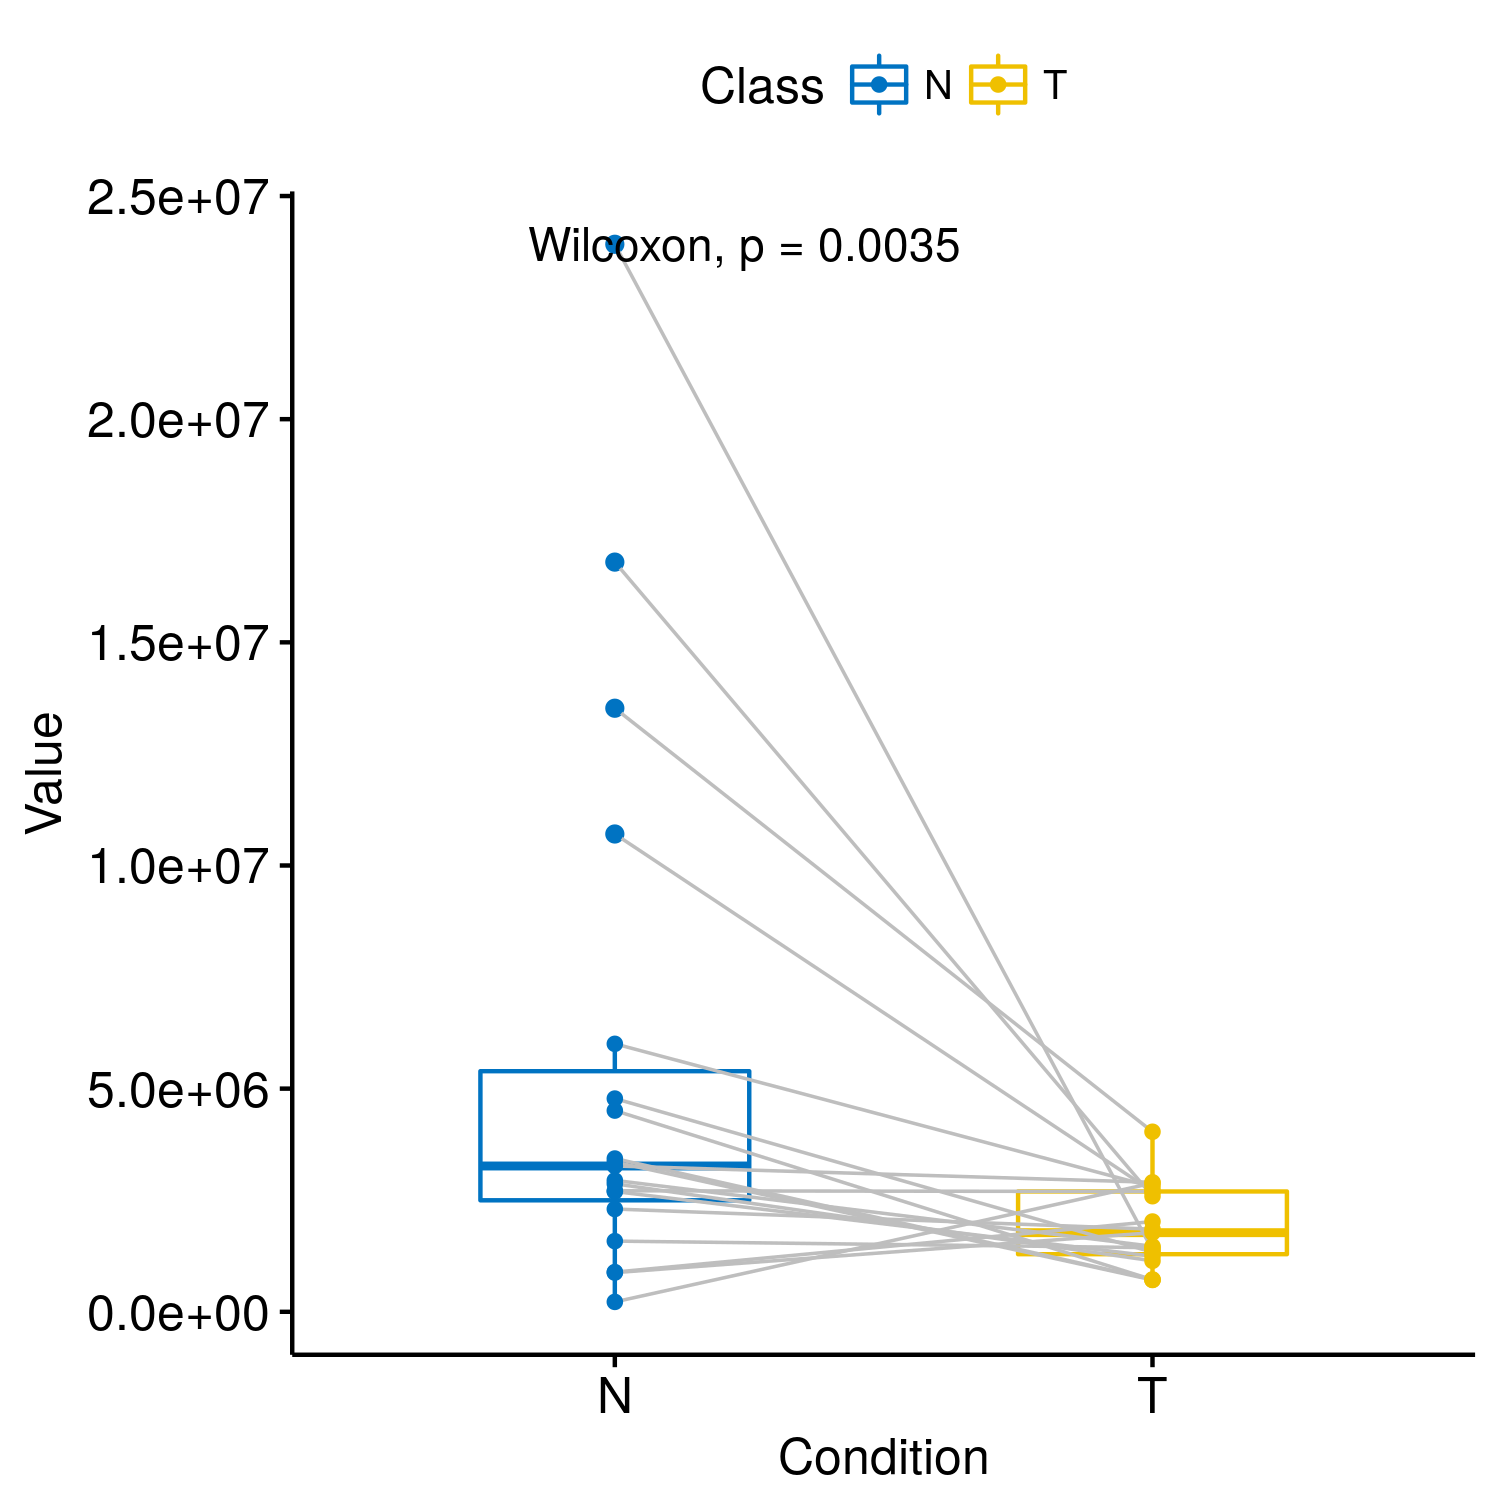 Class N T
2.5e+07
Wilcoxon, p = 0.0035
2.0e+07
1.5e+07
Value
1.0e+07
5.0e+06
0.0e+00
N T
Condition